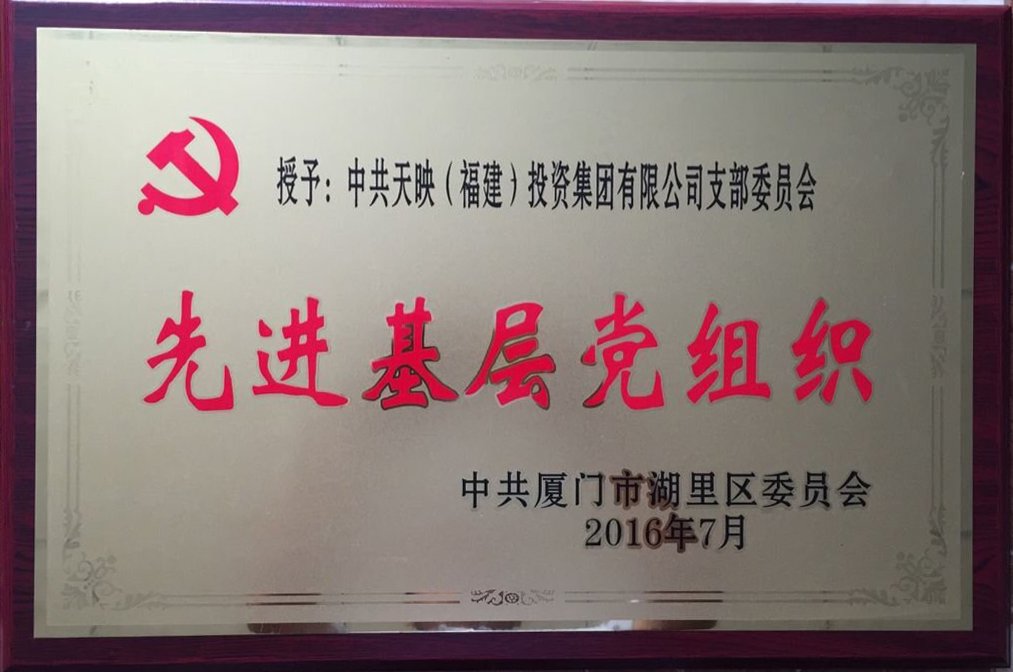 授予：中共天映（福建）投资集团有限公司支部委员会
先进基层党组织
中共厦门市湖里区委员会
2016年7月